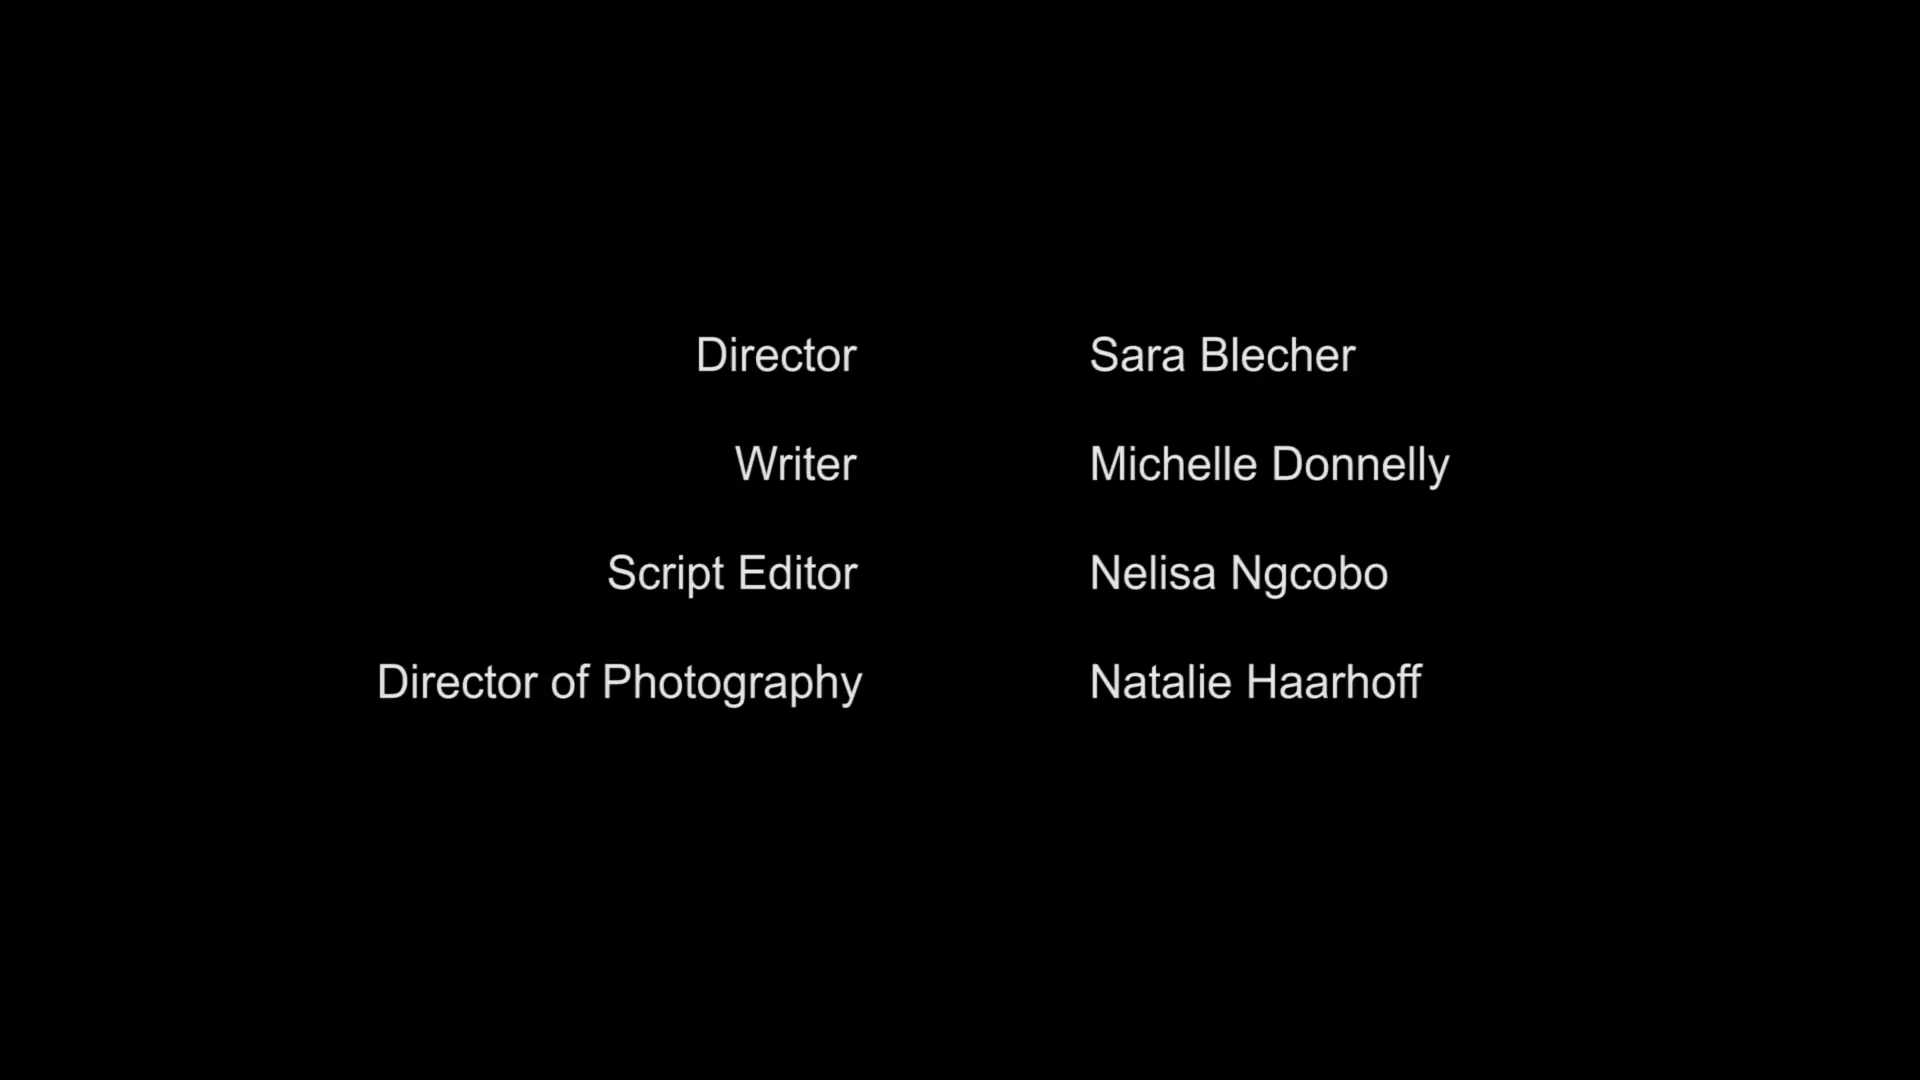 Director Sara Blecher
Writer Michelle Donnelly
Script Editor Nelisa Ngcobo
Director of Photography Natalie Haarhoff